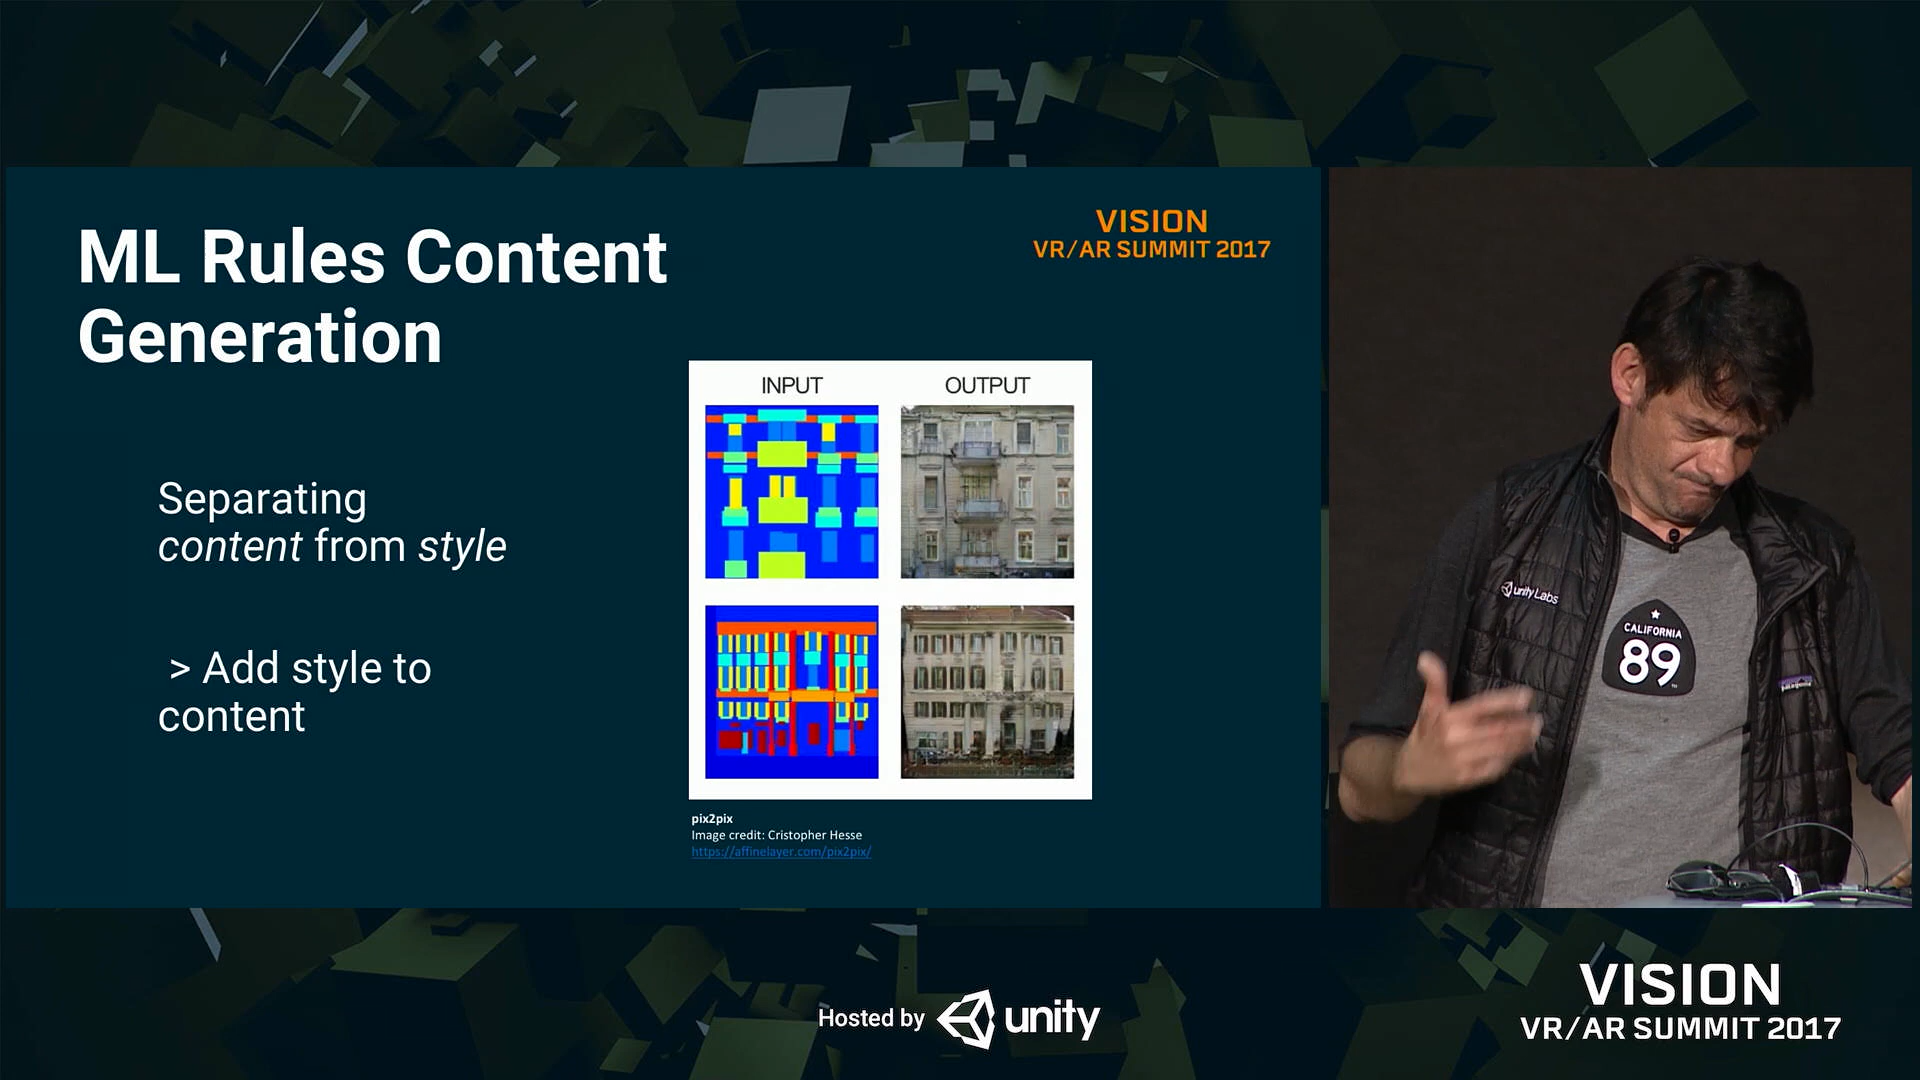 ML Rules Content
Generation
VISION
VR/AR SUMMIT 2017
INPUT
OUTPUT
Separating
content from style
> Add style to
content
pix2pix
Image credit: Cristopher Hesse
https://affinelayer.com/pix2pix/
unity Labs
CALIFORNIA
89
patagonia
Hosted by unity
VISION
VR/AR SUMMIT 2017